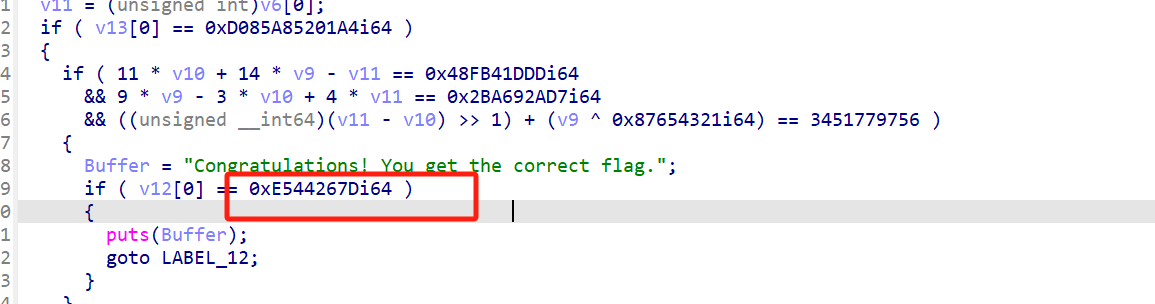 1 v11 = (unsigned int)v6[0];
2 if ( v13[0] == 0xD085A85201A4i64 )
3 {
4 if ( 11 * v10 + 14 * v9 - v11 == 0x48FB41DDDi64
5 && 9 * v9 - 3 * v10 + 4 * v11 == 0x2BA692AD7i64
6 && ((unsigned __int64)(v11 - v10) >> 1) + (v9 ^ 0x87654321i64) == 3451779756 )
7 {
8 Buffer = "Congratulations! You get the correct flag.";
9 if ( v12[0] == 0xE544267Di64 )
0 {
1 puts(Buffer);
2 goto LABEL_12;
3 }
4 }